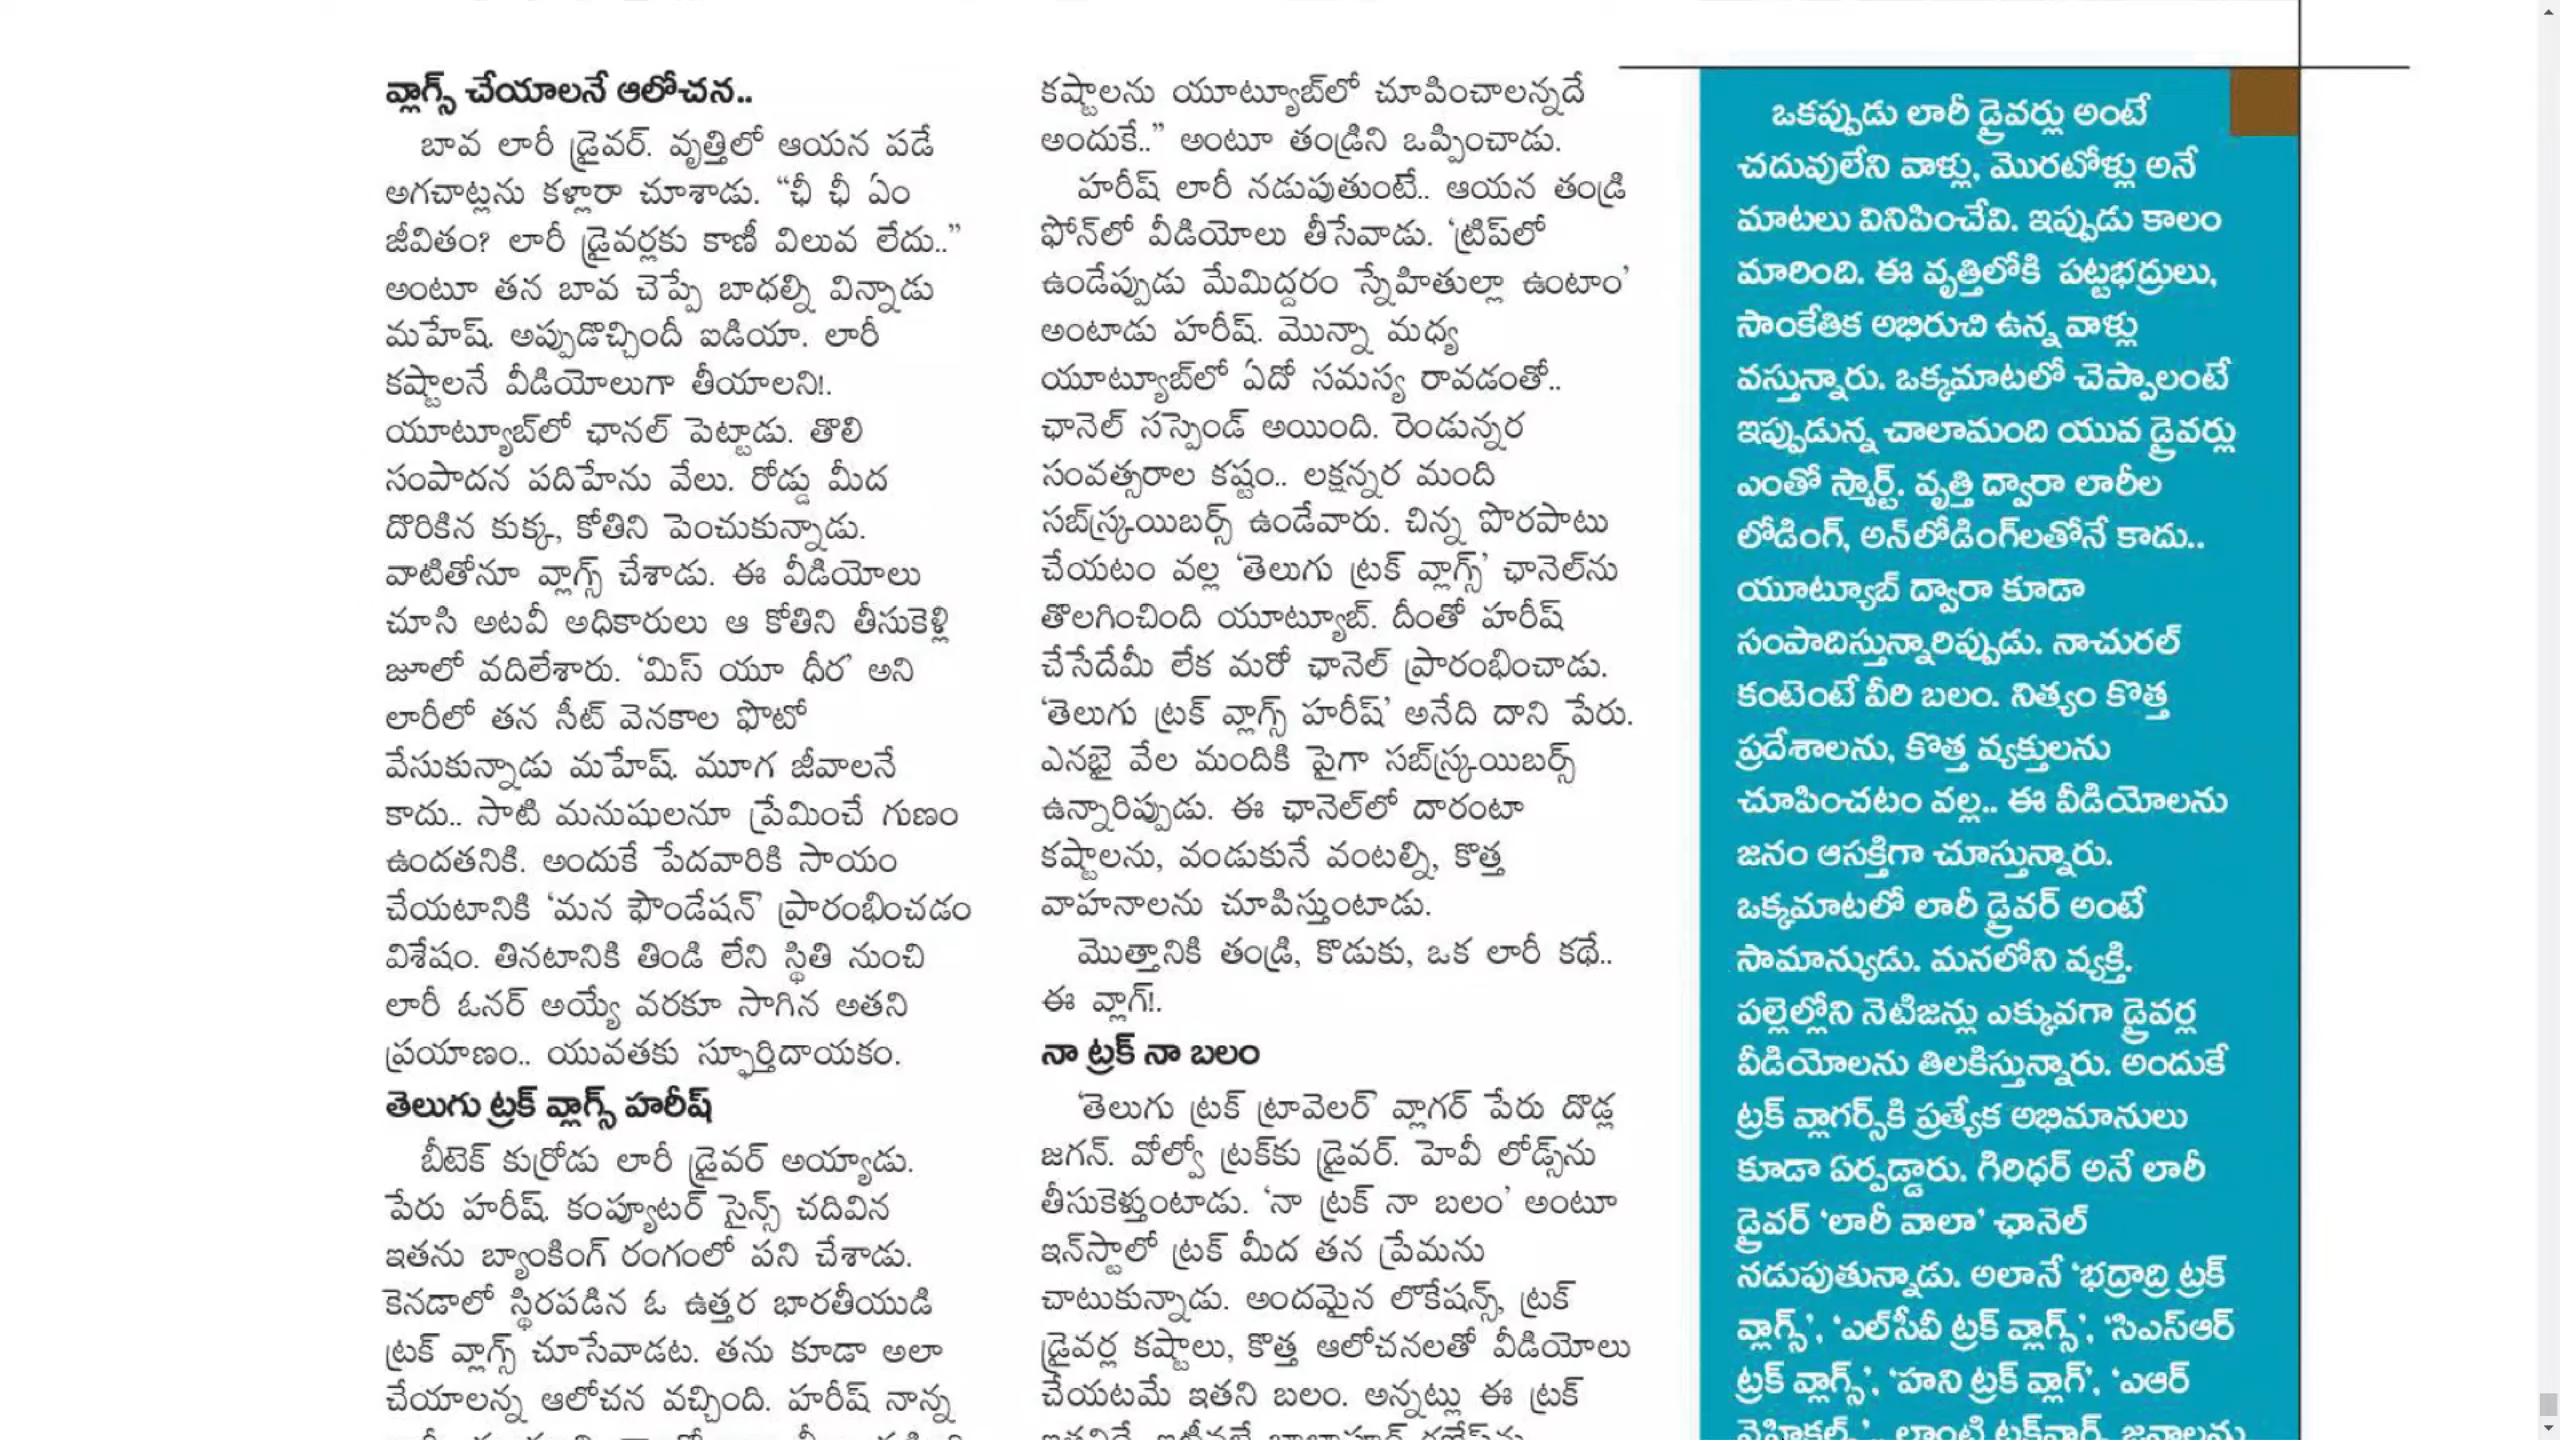 వ్లాగ్స్ చేయాలనే ఆలోచన..
బావ లారీ డ్రైవర్. వృత్తిలో ఆయన పడే
అగచాట్లను కళ్లారా చూశాడు. “ఛీ ఛీ ఏం
జీవితం? లారీ డ్రైవర్లకు కాణీ విలువ లేదు..”
అంటూ తన బావ చెప్పే బాధల్ని విన్నాడు
మహేష్. అప్పుడొచ్చిందీ ఐడియా. లారీ
కష్టాలనే వీడియోలుగా తీయాలని!.
యూట్యూబ్‌లో ఛానల్ పెట్టాడు. తొలి
సంపాదన పదిహేను వేలు. రోడ్డు మీద
దొరికిన కుక్క, కోతిని పెంచుకున్నాడు.
వాటితోనూ వ్లాగ్స్ చేశాడు. ఈ వీడియోలు
చూసి అటవీ అధికారులు ఆ కోతిని తీసుకెళ్లి
జూలో వదిలేశారు. ‘మిస్ యూ ధీర’ అని
లారీలో తన సీట్ వెనకాల ఫొటో
వేసుకున్నాడు మహేష్. మూగ జీవాలనే
కాదు.. సాటి మనుషులనూ ప్రేమించే గుణం
ఉందతనికి. అందుకే పేదవారికి సాయం
చేయటానికి ‘మన ఫౌండేషన్’ ప్రారంభించడం
విశేషం. తినటానికి తిండి లేని స్థితి నుంచి
లారీ ఓనర్ అయ్యే వరకూ సాగిన అతని
ప్రయాణం.. యువతకు స్ఫూర్తిదాయకం.
తెలుగు ట్రక్ వ్లాగ్స్ హరీష్
బీటెక్ కుర్రోడు లారీ డ్రైవర్ అయ్యాడు.
పేరు హరీష్. కంప్యూటర్ సైన్స్ చదివిన
ఇతను బ్యాంకింగ్ రంగంలో పని చేశాడు.
కెనడాలో స్థిరపడిన ఓ ఉత్తర భారతీయుడి
ట్రక్ వ్లాగ్స్ చూసేవాడట. తను కూడా అలా
చేయాలన్న ఆలోచన వచ్చింది. హరీష్ నాన్న
కష్టాలను యూట్యూబ్‌లో చూపించాలన్నదే
అందుకే..” అంటూ తండ్రిని ఒప్పించాడు.
హరీష్ లారీ నడుపుతుంటే.. ఆయన తండ్రి
ఫోన్‌లో వీడియోలు తీసేవాడు. ‘ట్రిప్‌లో
ఉండేప్పుడు మేమిద్దరం స్నేహితుల్లా ఉంటాం’
అంటాడు హరీష్. మొన్నా మధ్య
యూట్యూబ్‌లో ఏదో సమస్య రావడంతో..
ఛానెల్ సస్పెండ్ అయింది. రెండున్నర
సంవత్సరాల కష్టం.. లక్షన్నర మంది
సబ్‌స్క్రయిబర్స్ ఉండేవారు. చిన్న పొరపాటు
చేయటం వల్ల ‘తెలుగు ట్రక్ వ్లాగ్స్’ ఛానెల్‌ను
తొలగించింది యూట్యూబ్. దీంతో హరీష్
చేసేదేమీ లేక మరో ఛానెల్ ప్రారంభించాడు.
‘తెలుగు ట్రక్ వ్లాగ్స్ హరీష్’ అనేది దాని పేరు.
ఎనభై వేల మందికి పైగా సబ్‌స్క్రయిబర్స్
ఉన్నారిప్పుడు. ఈ ఛానెల్‌లో దారంటా
కష్టాలను, వండుకునే వంటల్ని, కొత్త
వాహనాలను చూపిస్తుంటాడు.
మొత్తానికి తండ్రి, కొడుకు, ఒక లారీ కథే..
ఈ వ్లాగ్!.
నా ట్రక్ నా బలం
‘తెలుగు ట్రక్ ట్రావెలర్’ వ్లాగర్ పేరు దొడ్ల
జగన్. వోల్వో ట్రక్‌కు డ్రైవర్. హెవీ లోడ్స్‌ను
తీసుకెళ్తుంటాడు. ‘నా ట్రక్ నా బలం’ అంటూ
ఇన్‌స్టాలో ట్రక్ మీద తన ప్రేమను
చాటుకున్నాడు. అందమైన లొకేషన్స్, ట్రక్
డ్రైవర్ల కష్టాలు, కొత్త ఆలోచనలతో వీడియోలు
చేయటమే ఇతని బలం. అన్నట్లు ఈ ట్రక్
ఒకప్పుడు లారీ డ్రైవర్లు అంటే
చదువులేని వాళ్లు, మొరటోళ్లు అనే
మాటలు వినిపించేవి. ఇప్పుడు కాలం
మారింది. ఈ వృత్తిలోకి పట్టభద్రులు,
సాంకేతిక అభిరుచి ఉన్న వాళ్లు
వస్తున్నారు. ఒక్కమాటలో చెప్పాలంటే
ఇప్పుడున్న చాలామంది యువ డ్రైవర్లు
ఎంతో స్మార్ట్. వృత్తి ద్వారా లారీల
లోడింగ్, అన్‌లోడింగ్‌లతోనే కాదు..
యూట్యూబ్ ద్వారా కూడా
సంపాదిస్తున్నారిప్పుడు. నాచురల్
కంటెంటే వీరి బలం. నిత్యం కొత్త
ప్రదేశాలను, కొత్త వ్యక్తులను
చూపించటం వల్ల.. ఈ వీడియోలను
జనం ఆసక్తిగా చూస్తున్నారు.
ఒక్కమాటలో లారీ డ్రైవర్ అంటే
సామాన్యుడు. మనలోని వ్యక్తి.
పల్లెల్లోని నెటిజన్లు ఎక్కువగా డ్రైవర్ల
వీడియోలను తిలకిస్తున్నారు. అందుకే
ట్రక్ వ్లాగర్స్‌కి ప్రత్యేక అభిమానులు
కూడా ఏర్పడ్డారు. గిరిధర్ అనే లారీ
డ్రైవర్ ‘లారీ వాలా’ ఛానెల్
నడుపుతున్నాడు. అలానే ‘భద్రాద్రి ట్రక్
వ్లాగ్స్’, ‘ఎల్‌సీవీ ట్రక్ వ్లాగ్స్’, ‘సిఎస్ఆర్
ట్రక్ వ్లాగ్స్’, ‘హని ట్రక్ వ్లాగ్’, ‘ఎఆర్